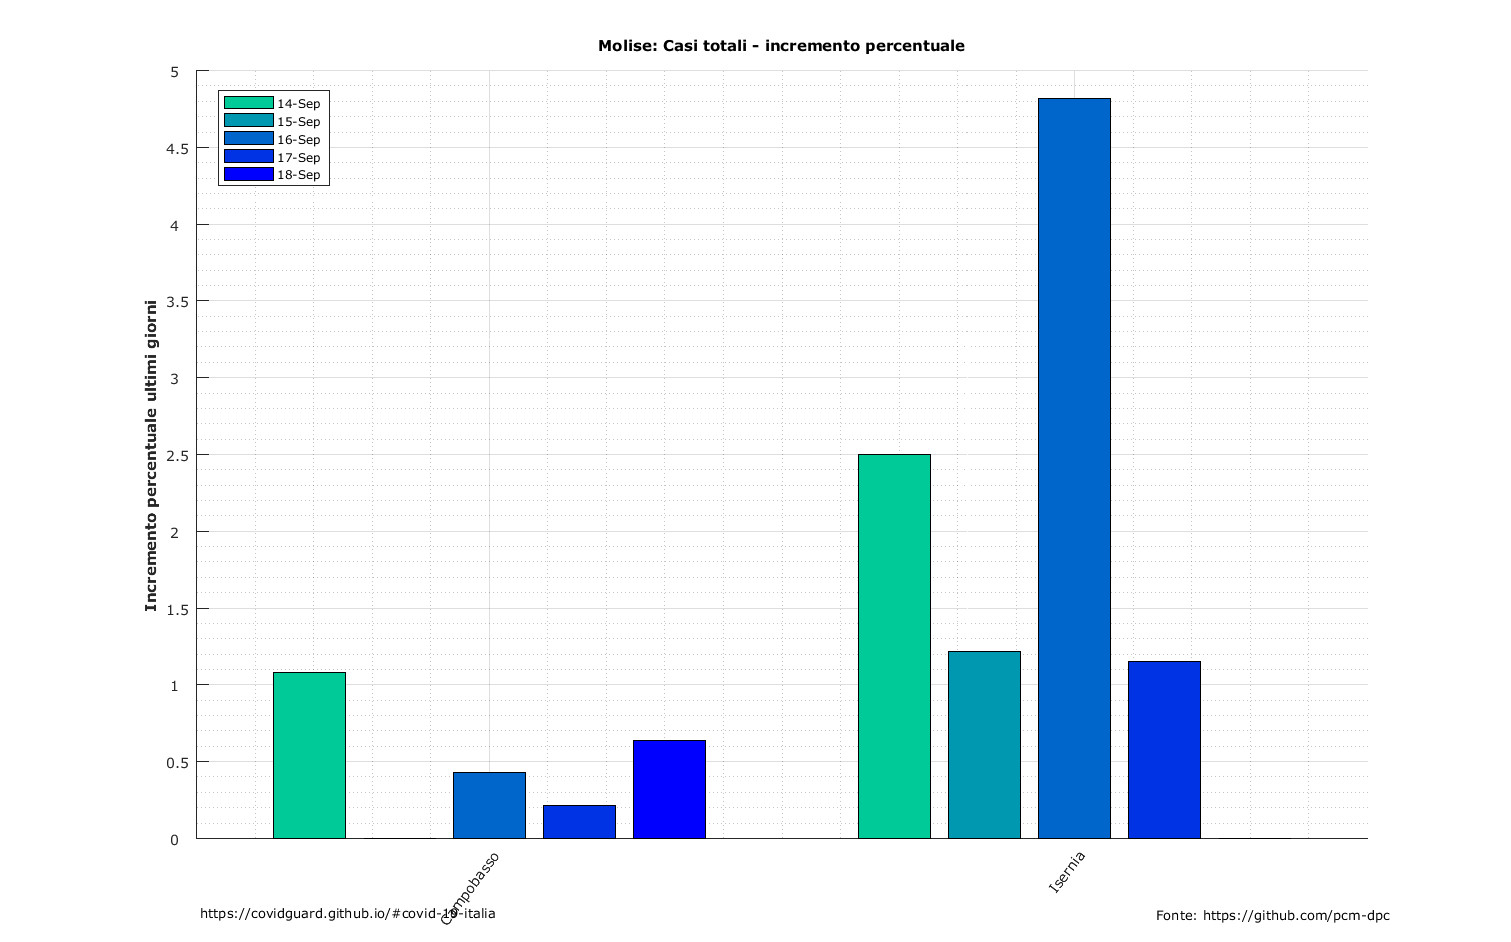 Molise: Casi totali - incremento percentuale
Incremento percentuale ultimi giorni
5
4.5
4
3.5
3
2.5
2
1.5
1
0.5
0
14-Sep
15-Sep
16-Sep
17-Sep
18-Sep
Campobasso
Isernia
https://covidguard.github.io/#covid-19-italia
Fonte: https://github.com/pcm-dpc